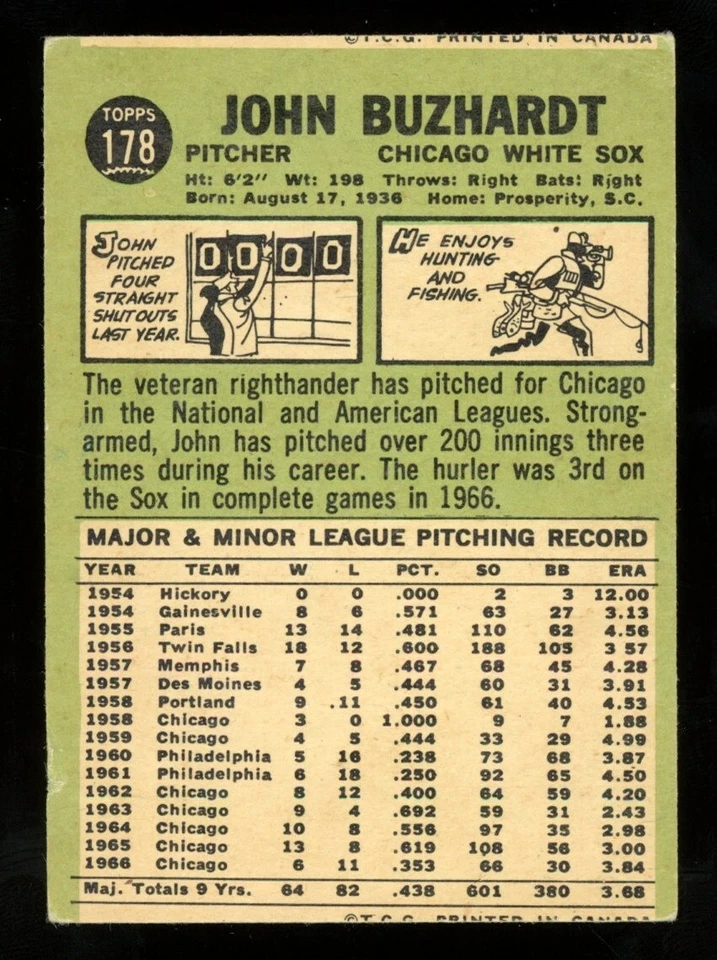 ©T.C.G. PRINTED IN CANADA
TOPPS
178
JOHN BUZHARDT
PITCHER CHICAGO WHITE SOX
Ht: 6'2" Wt: 198 Throws: Right Bats: Right
Born: August 17, 1936 Home: Prosperity, S.C.
JOHN
PITCHED
FOUR
STRAIGHT
SHUTOUTS
LAST YEAR.
0 0 0 0
HE ENJOYS
HUNTING
AND
FISHING.
The veteran righthander has pitched for Chicago
in the National and American Leagues. Strong-
armed, John has pitched over 200 innings three
times during his career. The hurler was 3rd on
the Sox in complete games in 1966.
MAJOR & MINOR LEAGUE PITCHING RECORD
YEAR TEAM W L PCT. SO BB ERA
1954 Hickory 0 0 .000 2 3 12.00
1954 Gainesville 8 6 .571 63 27 3.13
1955 Paris 13 14 .481 110 62 4.56
1956 Twin Falls 18 12 .600 188 105 3 57
1957 Memphis 7 8 .467 68 45 4.28
1957 Des Moines 4 5 .444 60 31 3.91
1958 Portland 9 .11 .450 61 40 4.53
1958 Chicago 3 0 1.000 9 7 1.88
1959 Chicago 4 5 .444 33 29 4.99
1960 Philadelphia 5 16 .238 73 68 3.87
1961 Philadelphia 6 18 .250 92 65 4.50
1962 Chicago 8 12 .400 64 59 4.20
1963 Chicago 9 4 .692 59 31 2.43
1964 Chicago 10 8 .556 97 35 2.98
1965 Chicago 13 8 .619 108 56 3.00
1966 Chicago 6 11 .353 66 30 3.84
Maj. Totals 9 Yrs. 64 82 .438 601 380 3.68
©T.C.G. PRINTED IN CANADA